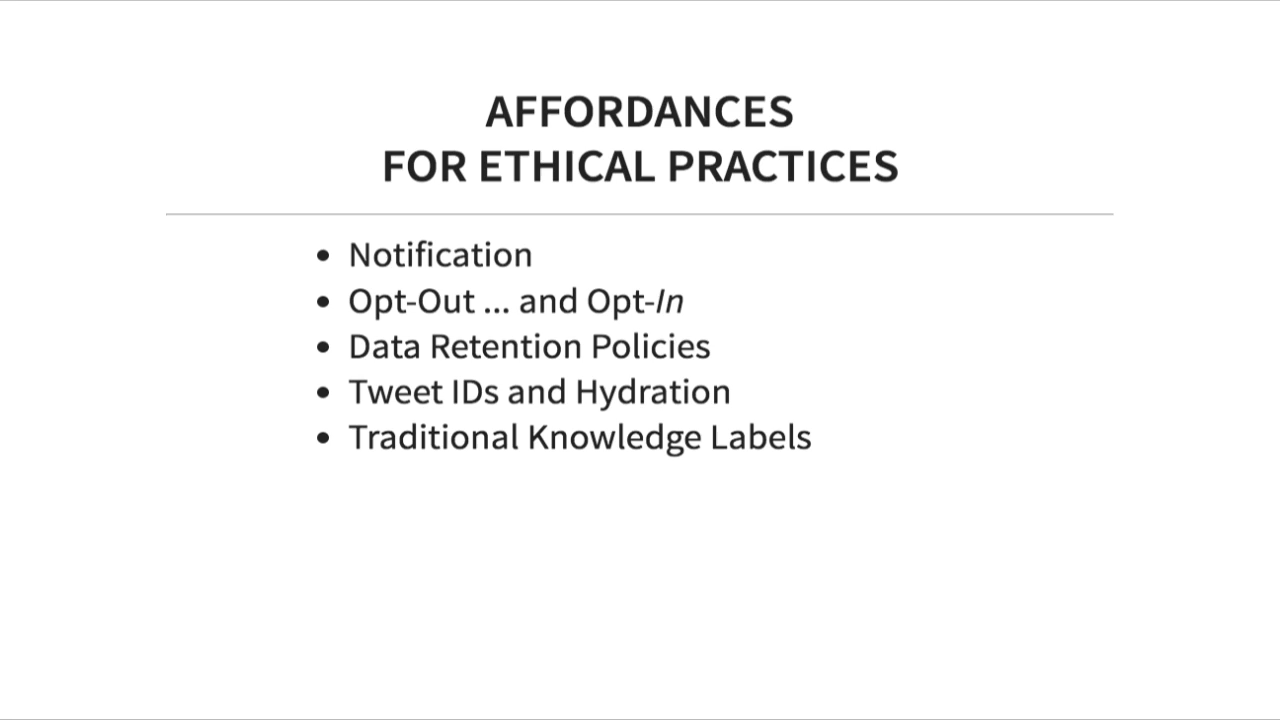 AFFORDANCES
FOR ETHICAL PRACTICES
• Notification
• Opt-Out ... and Opt-In
• Data Retention Policies
• Tweet IDs and Hydration
• Traditional Knowledge Labels